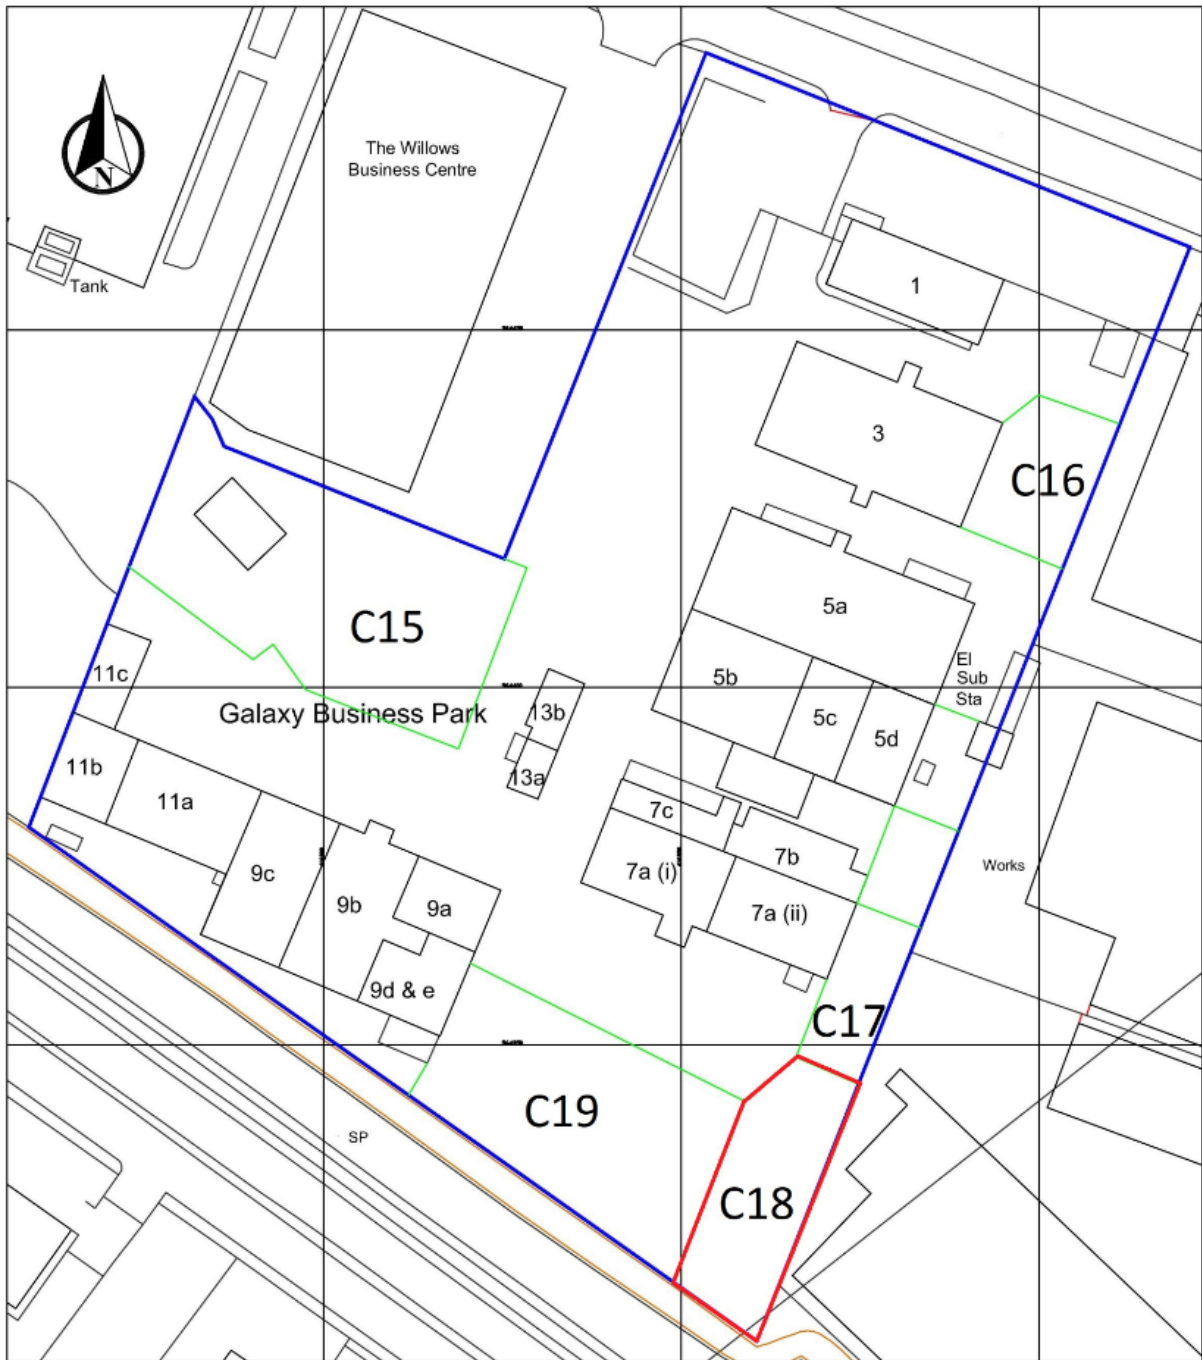 The Willows
Business Centre
N
Tank
1
3
C16
5a
C15
El
Sub
Sta
11c
5b
Galaxy Business Park
13b
5c
5d
11b
13a
11a
7c
7b
Works
9c
7a (i)
9b
9a
7a (ii)
9d & e
C17
C19
SP
C18